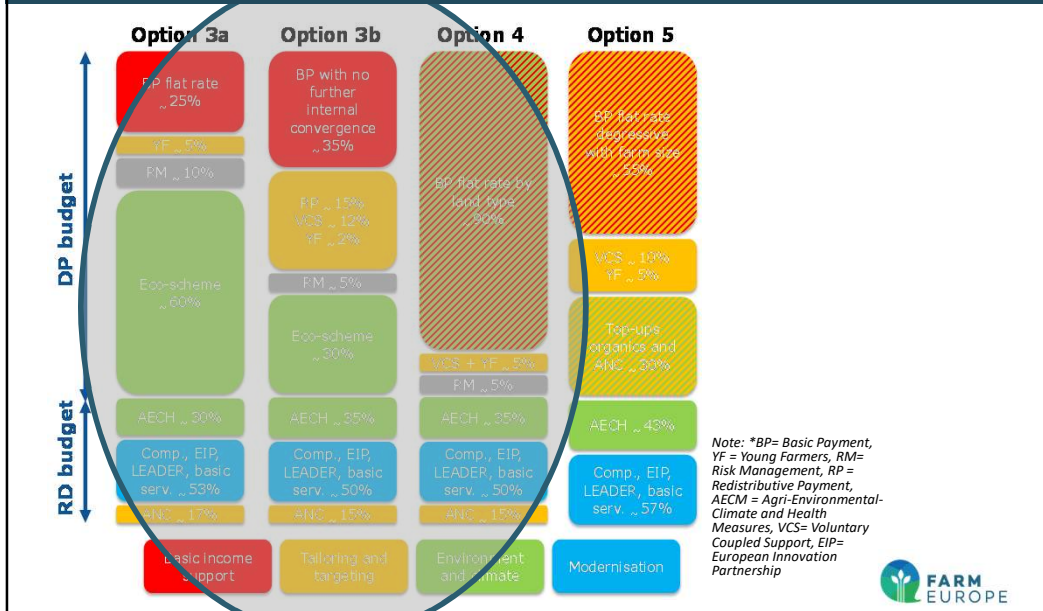 Option 3a
Option 3b
Option 4
Option 5
DP budget
RD budget
BP flat rate
~ 25%
YF ~ 5%
RM ~ 10%
Eco-scheme
~ 60%
AECH ~ 30%
Comp., EIP,
LEADER, basic
serv. ~ 53%
ANC ~ 17%
BP with no
further
internal
convergence
~ 35%
RP ~ 15%
VCS ~ 12%
YF ~ 2%
RM ~ 5%
Eco-scheme
~ 30%
AECH ~ 35%
Comp., EIP,
LEADER, basic
serv. ~ 50%
ANC ~ 15%
BP flat rate by
land type
~ 90%
VCS + YF ~ 5%
RM ~ 5%
AECH ~ 35%
Comp., EIP,
LEADER, basic
serv. ~ 50%
ANC ~ 15%
BP flat rate
degressive
with farm size
~ 55%
VCS ~ 10%
YF ~ 5%
Top-ups
organics and
ANC ~ 30%
AECH ~ 43%
Comp., EIP,
LEADER, basic
serv. ~ 57%
Basic income
support
Tailoring and
targeting
Environment
and climate
Modernisation
Note: *BP= Basic Payment,
YF = Young Farmers, RM=
Risk Management, RP =
Redistributive Payment,
AECM = Agri-Environmental-
Climate and Health
Measures, VCS= Voluntary
Coupled Support, EIP=
European Innovation
Partnership
FARM
EUROPE